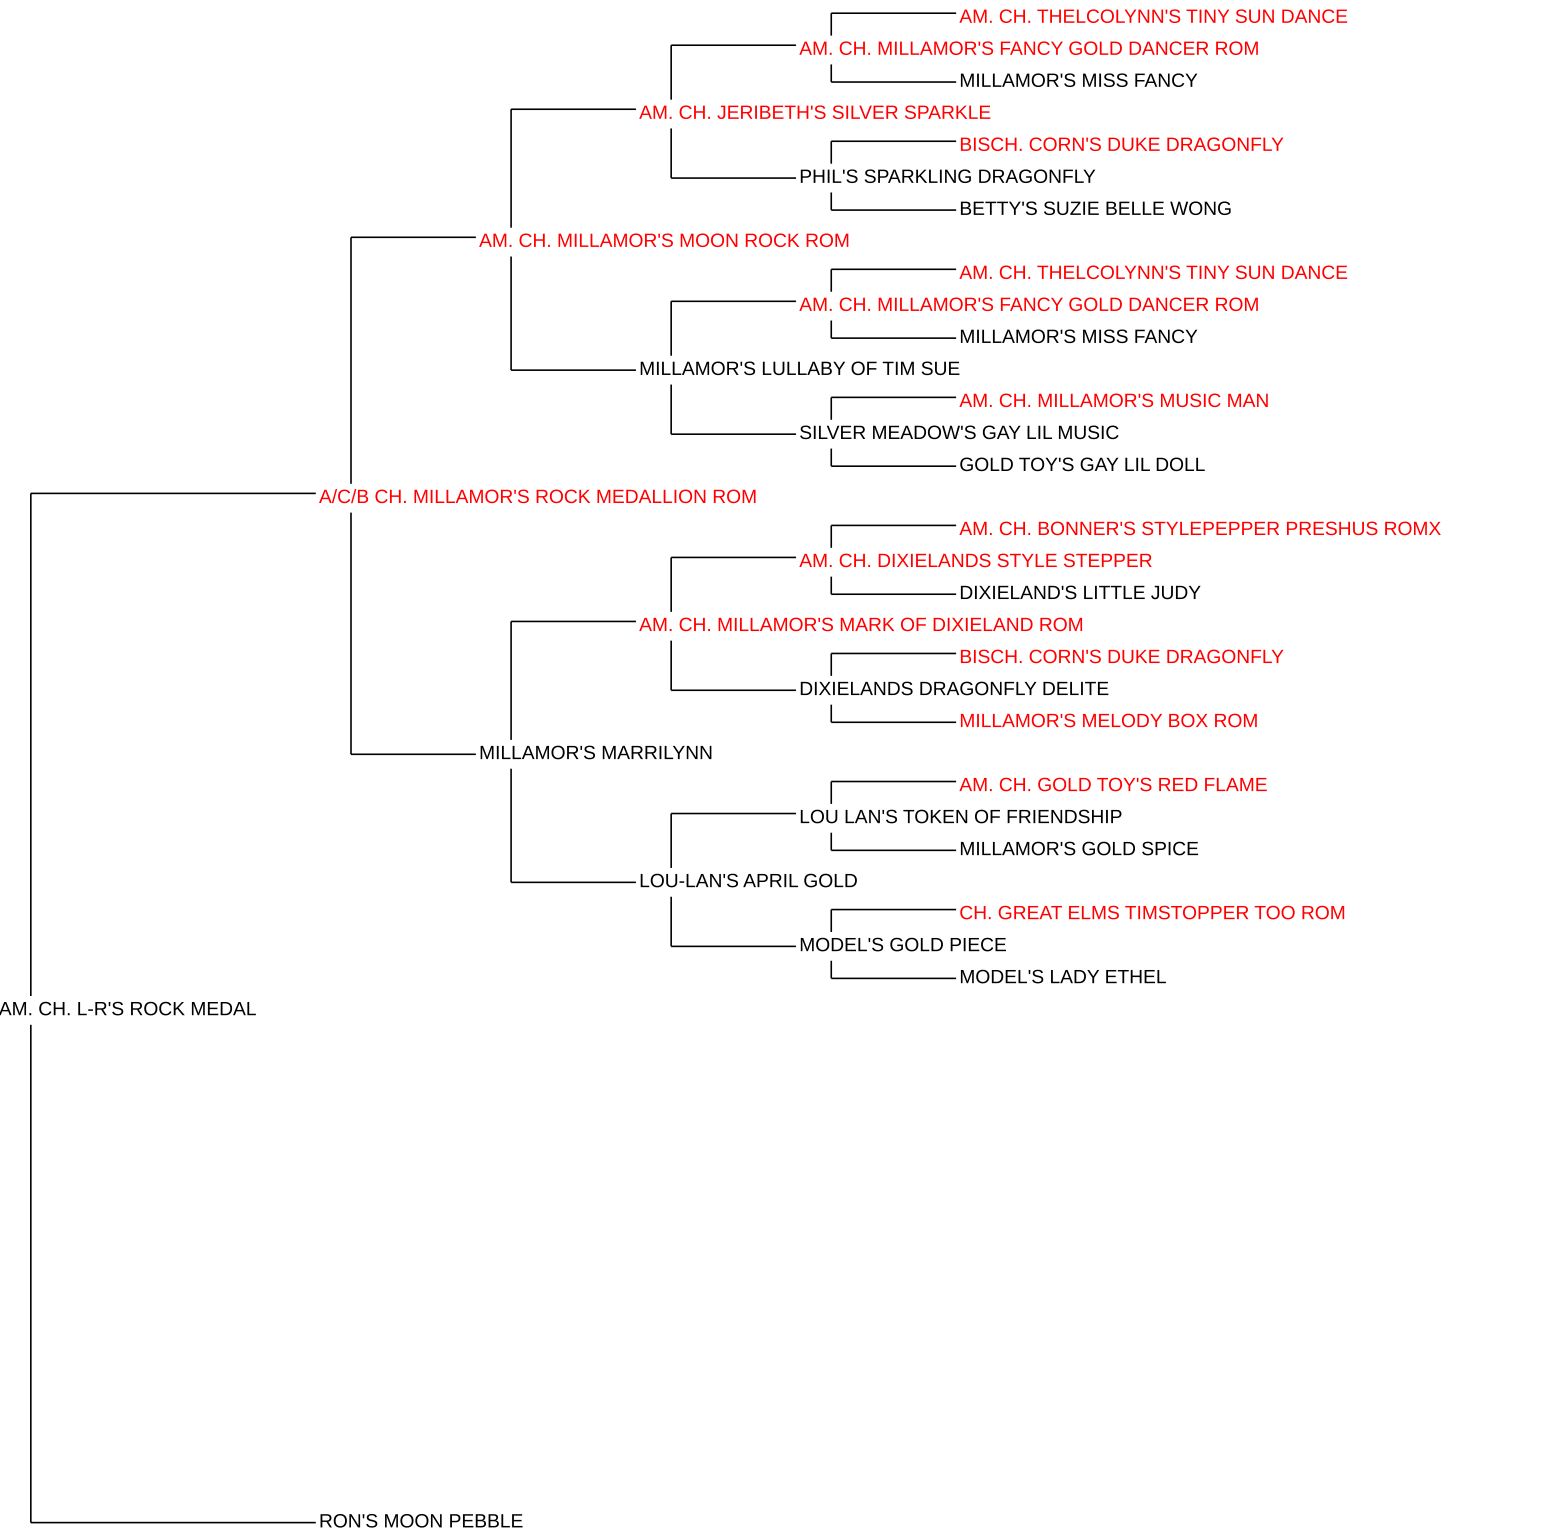 AM. CH. THELCOLYNN'S TINY SUN DANCE
AM. CH. MILLAMOR'S FANCY GOLD DANCER ROM
MILLAMOR'S MISS FANCY
AM. CH. JERIBETH'S SILVER SPARKLE
BISCH. CORN'S DUKE DRAGONFLY
PHIL'S SPARKLING DRAGONFLY
BETTY'S SUZIE BELLE WONG
AM. CH. MILLAMOR'S MOON ROCK ROM
AM. CH. THELCOLYNN'S TINY SUN DANCE
AM. CH. MILLAMOR'S FANCY GOLD DANCER ROM
MILLAMOR'S MISS FANCY
MILLAMOR'S LULLABY OF TIM SUE
AM. CH. MILLAMOR'S MUSIC MAN
SILVER MEADOW'S GAY LIL MUSIC
GOLD TOY'S GAY LIL DOLL
A/C/B CH. MILLAMOR'S ROCK MEDALLION ROM
AM. CH. BONNER'S STYLEPEPPER PRESHUS ROMX
AM. CH. DIXIELANDS STYLE STEPPER
DIXIELAND'S LITTLE JUDY
AM. CH. MILLAMOR'S MARK OF DIXIELAND ROM
BISCH. CORN'S DUKE DRAGONFLY
DIXIELANDS DRAGONFLY DELITE
MILLAMOR'S MELODY BOX ROM
MILLAMOR'S MARRILYNN
AM. CH. GOLD TOY'S RED FLAME
LOU LAN'S TOKEN OF FRIENDSHIP
MILLAMOR'S GOLD SPICE
LOU-LAN'S APRIL GOLD
CH. GREAT ELMS TIMSTOPPER TOO ROM
MODEL'S GOLD PIECE
MODEL'S LADY ETHEL
AM. CH. L-R'S ROCK MEDAL
RON'S MOON PEBBLE